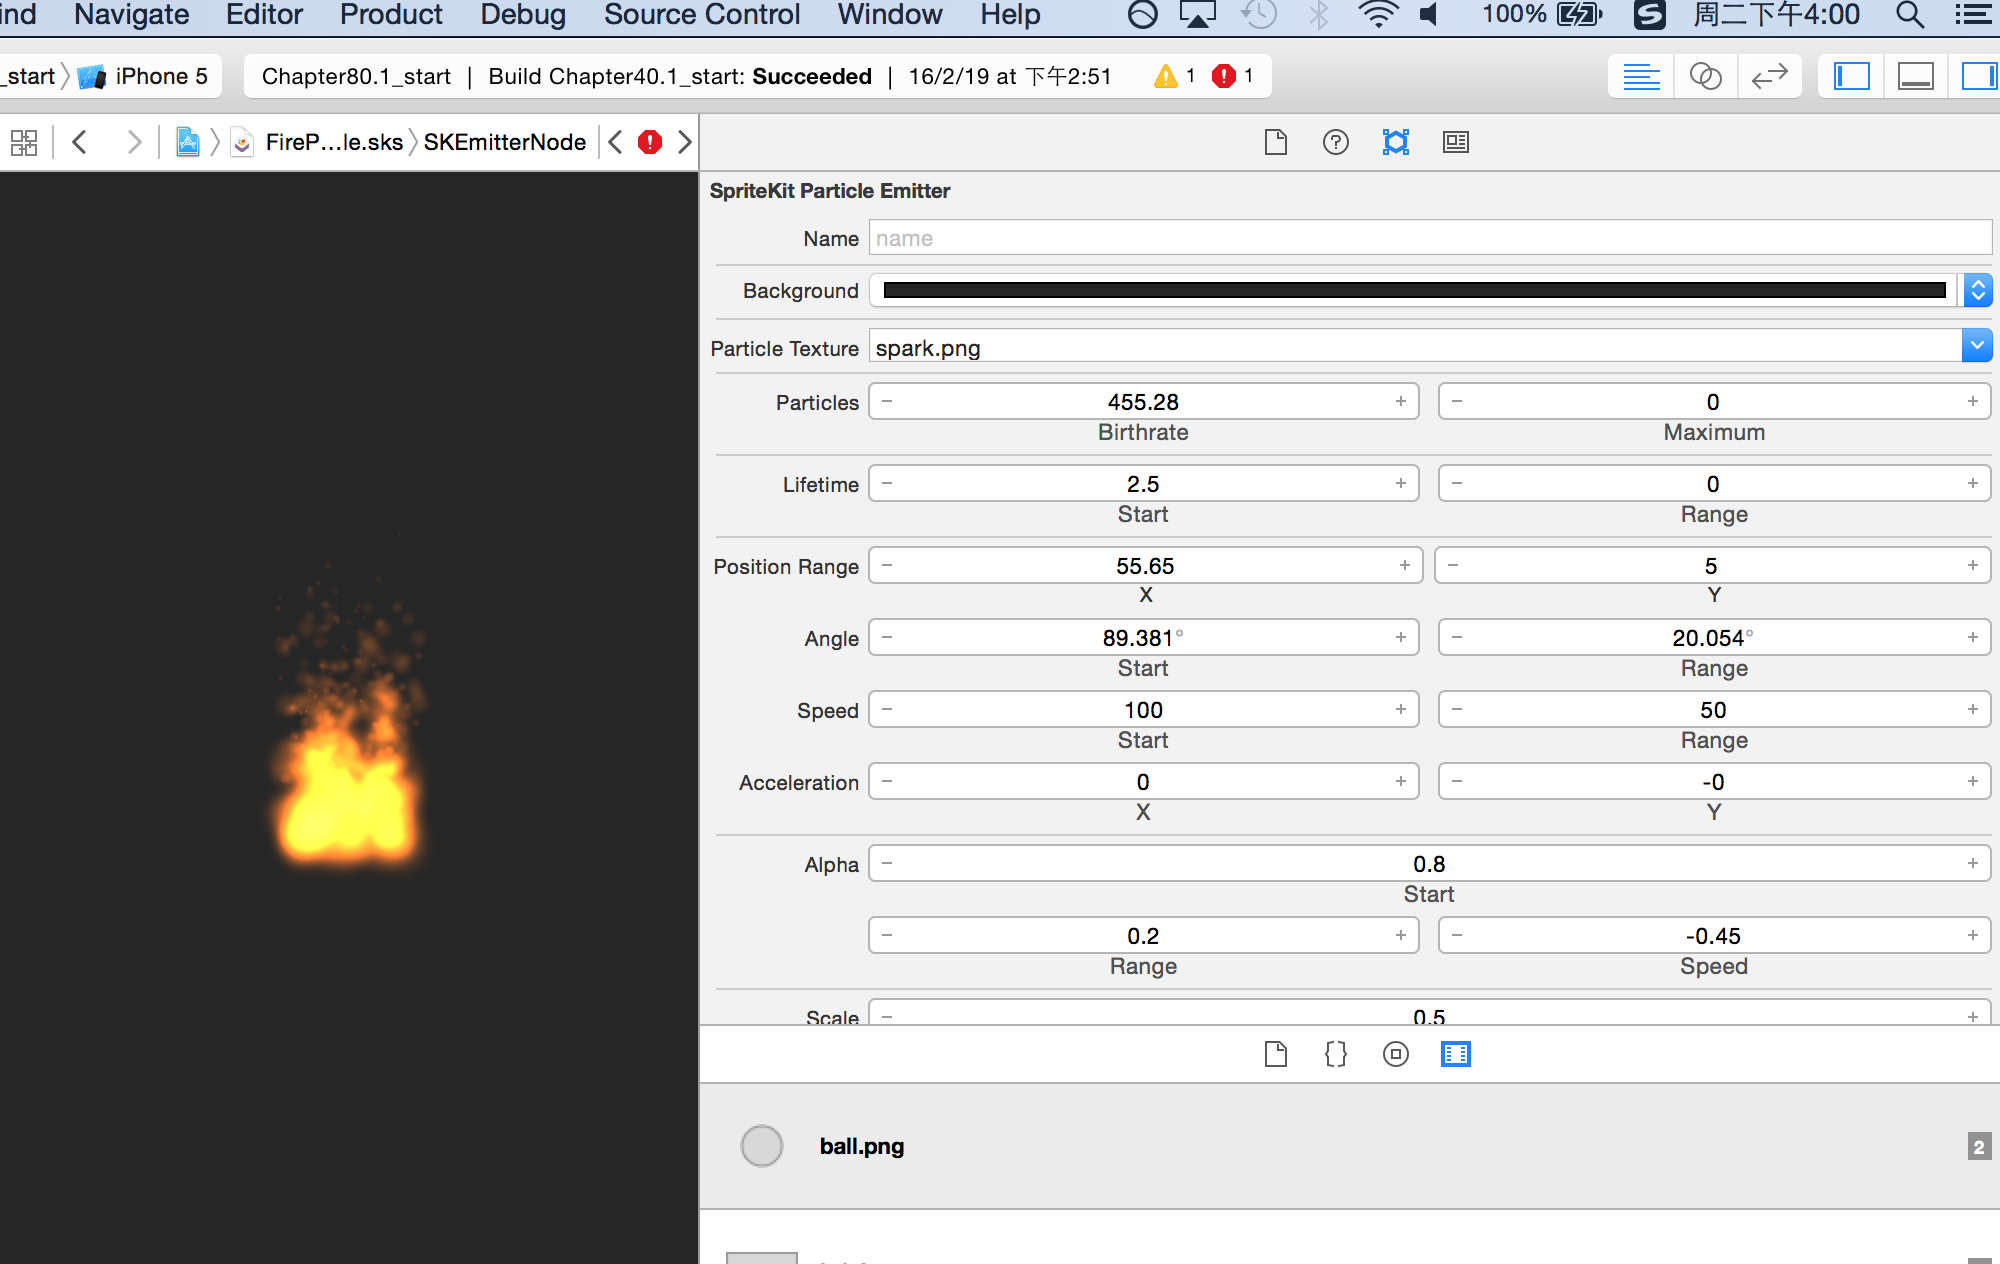 ind Navigate Editor Product Debug Source Control Window Help 100% S 周二下午4:00
_start iPhone 5 Chapter80.1_start | Build Chapter40.1_start: Succeeded | 16/2/19 at 下午2:51 1 1
FireP...le.sks SKEmitterNode
SpriteKit Particle Emitter
Name name
Background
Particle Texture spark.png
Particles − 455.28 + − 0 +
Birthrate Maximum
Lifetime − 2.5 + − 0 +
Start Range
Position Range − 55.65 + − 5 +
X Y
Angle − 89.381° + − 20.054° +
Start Range
Speed − 100 + − 50 +
Start Range
Acceleration − 0 + − -0 +
X Y
Alpha − 0.8 +
Start
− 0.2 + − -0.45 +
Range Speed
Scale − 0.5 +
{}
ball.png 2